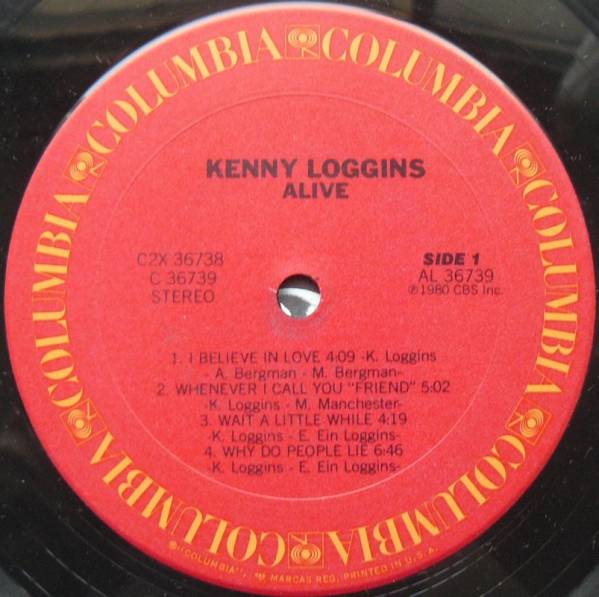 COLUMBIA COLUMBIA COLUMBIA COLUMBIA COLUMBIA COLUMBIA COLUMBIA COLUMBIA
KENNY LOGGINS
ALIVE
C2X 36738
C 36739
STEREO
SIDE 1
AL 36739
℗1980 CBS Inc.
1. I BELIEVE IN LOVE 4:09 -K. Loggins
- A. Bergman - M. Bergman-
2. WHENEVER I CALL YOU "FRIEND" 5:02
-K. Loggins - M. Manchester-
3. WAIT A LITTLE WHILE 4:19
-K. Loggins - E. Ein Loggins-
4. WHY DO PEOPLE LIE 6:46
-K. Loggins - E. Ein Loggins-
"COLUMBIA", MARCAS REG. PRINTED IN U.S.A.